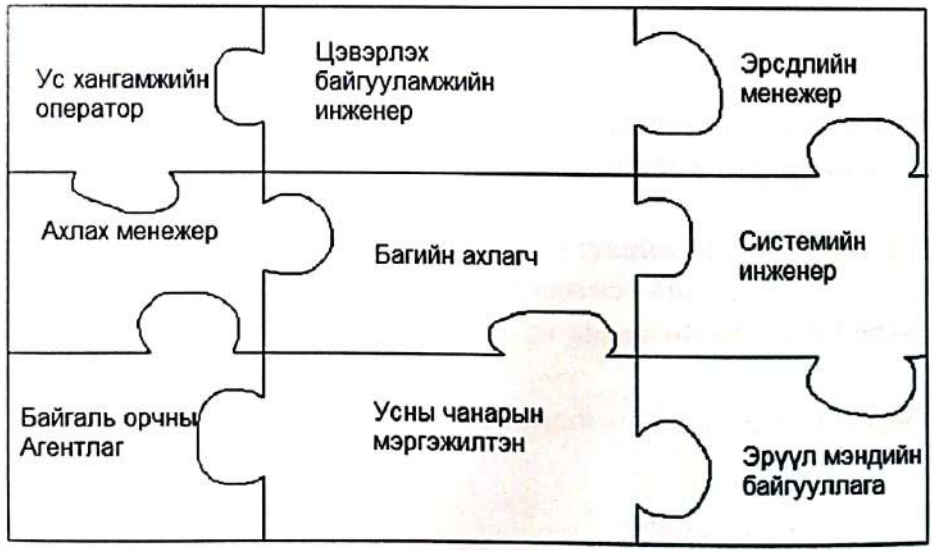 Ус хангамжийн
оператор
Цэвэрлэх
байгууламжийн
инженер
Эрсдлийн
менежер
Ахлах менежер
Багийн ахлагч
Системийн
инженер
Байгаль орчны
Агентлаг
Усны чанарын
мэргэжилтэн
Эрүүл мэндийн
байгууллага